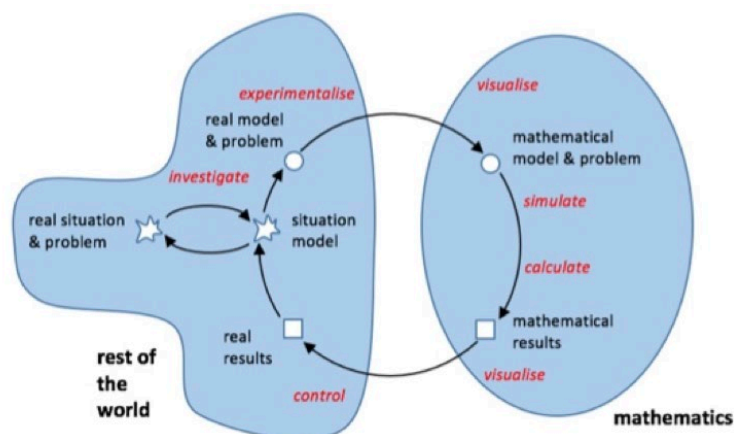 experimentalise
real model
& problem
investigate
real situation
& problem
situation
model
real
results
control
rest of
the
world
visualise
mathematical
model & problem
simulate
calculate
mathematical
results
visualise
mathematics